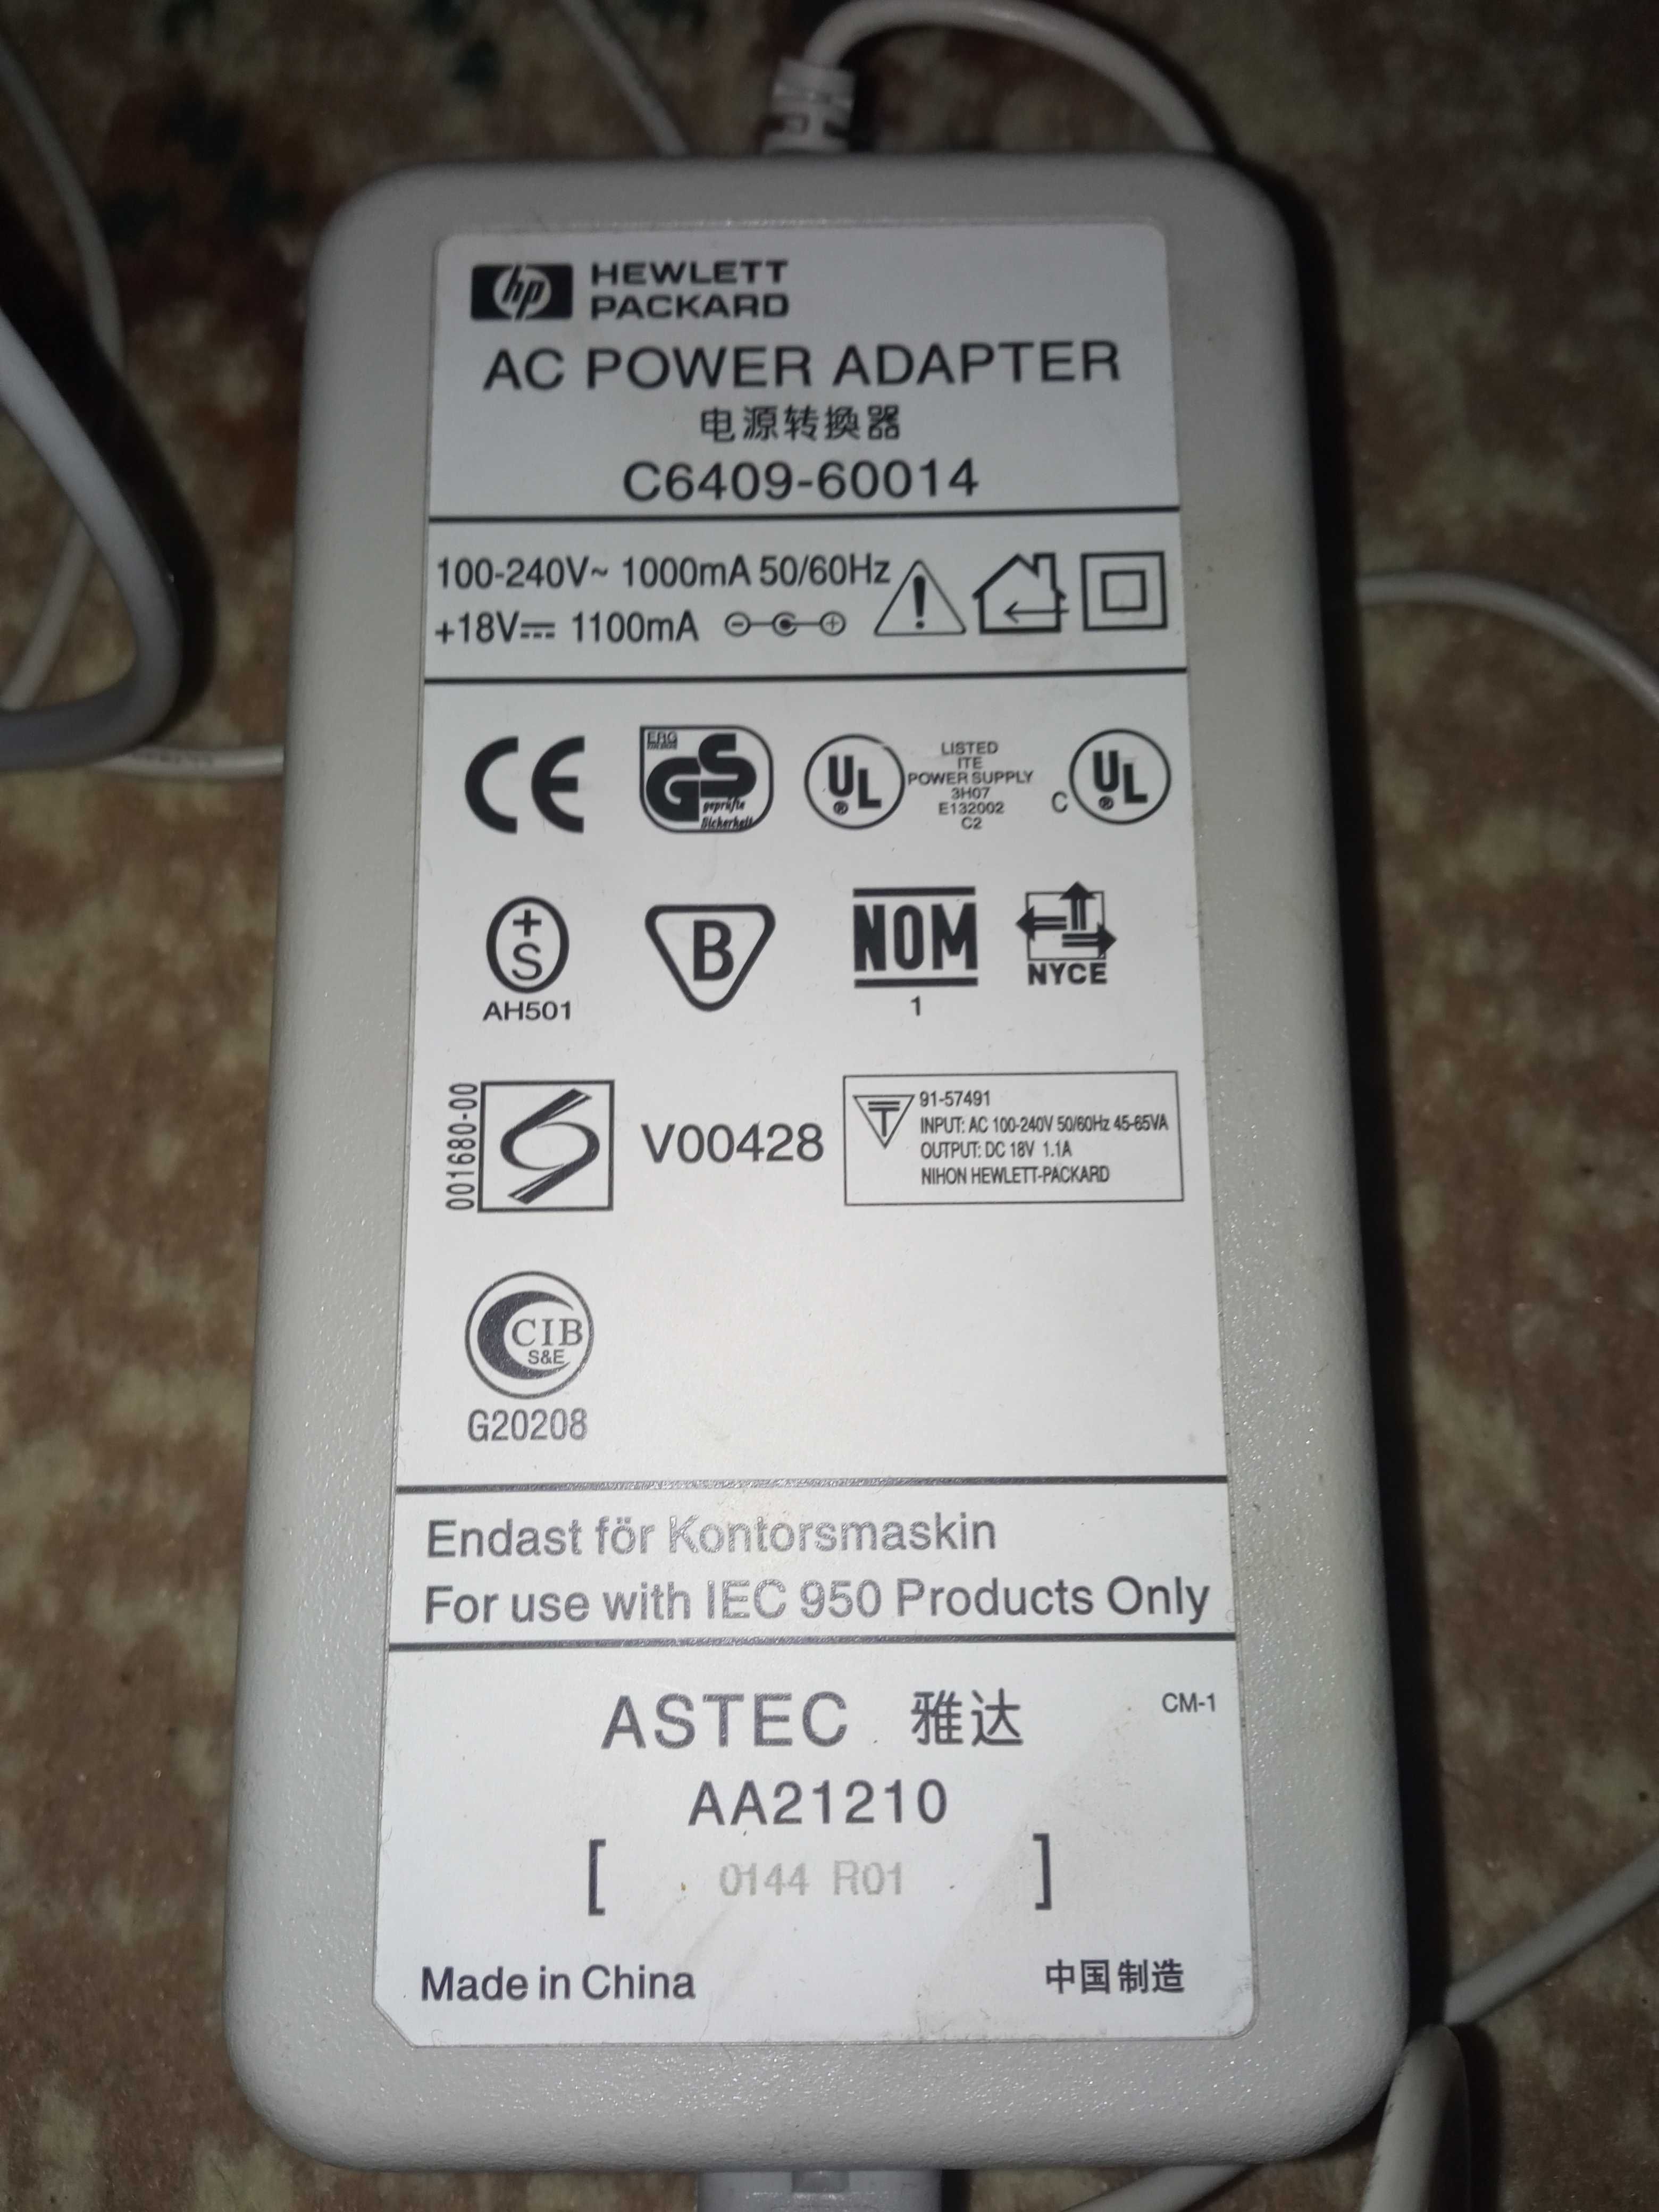 hp HEWLETT
PACKARD
AC POWER ADAPTER
电源转换器
C6409-60014
100-240V~ 1000mA 50/60Hz
+18V⎓ 1100mA
CE
ERG
GS
geprüfte
Sicherheit
UL
®
LISTED
ITE
POWER SUPPLY
3H07
E132002
C2
C UL
®
+
S
AH501
B
NOM
1
NYCE
001680-00
V00428
T
91-57491
INPUT: AC 100-240V 50/60Hz 45-65VA
OUTPUT: DC 18V 1.1A
NIHON HEWLETT-PACKARD
CIB
S&E
G20208
Endast för Kontorsmaskin
For use with IEC 950 Products Only
ASTEC 雅达
CM-1
AA21210
[ 0144 R01 ]
Made in China 中国制造